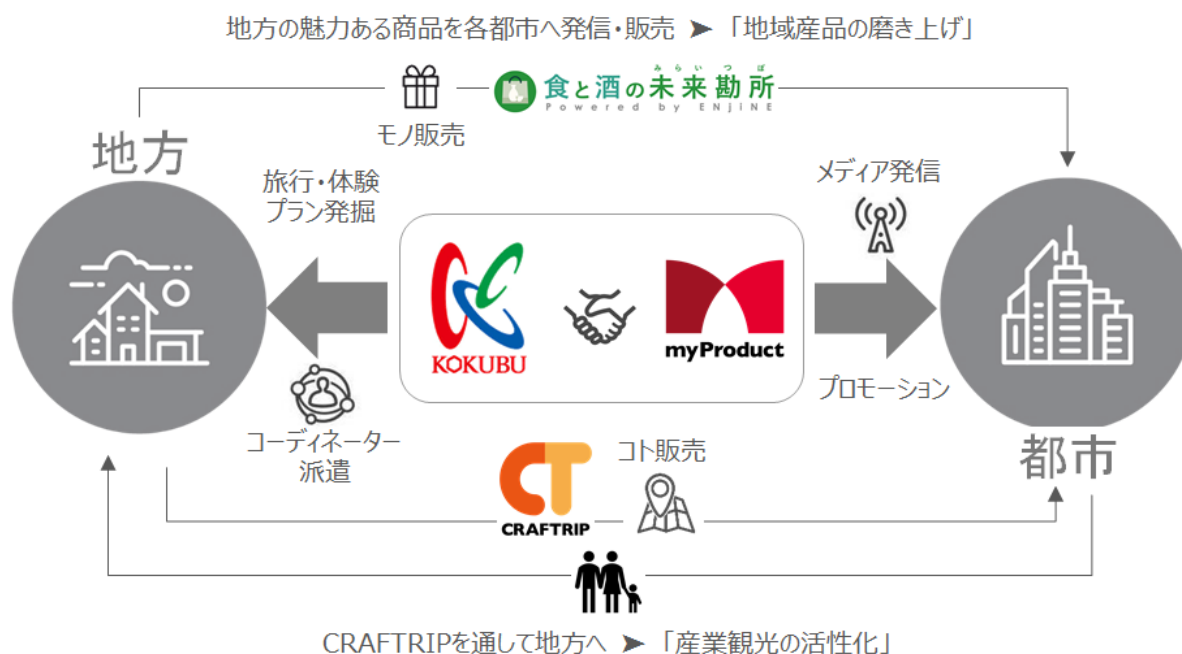 地方の魅力ある商品を各都市へ発信・販売 ➤ 「地域産品の磨き上げ」
みらいつぼ
食と酒の未来勘所
Powered by ENjiNE
モノ販売
地方
旅行・体験
プラン発掘
メディア発信
KOKUBU
myProduct
プロモーション
コーディネーター
派遣
コト販売
都市
CT
CRAFTRIP
CRAFTRIPを通して地方へ ➤ 「産業観光の活性化」